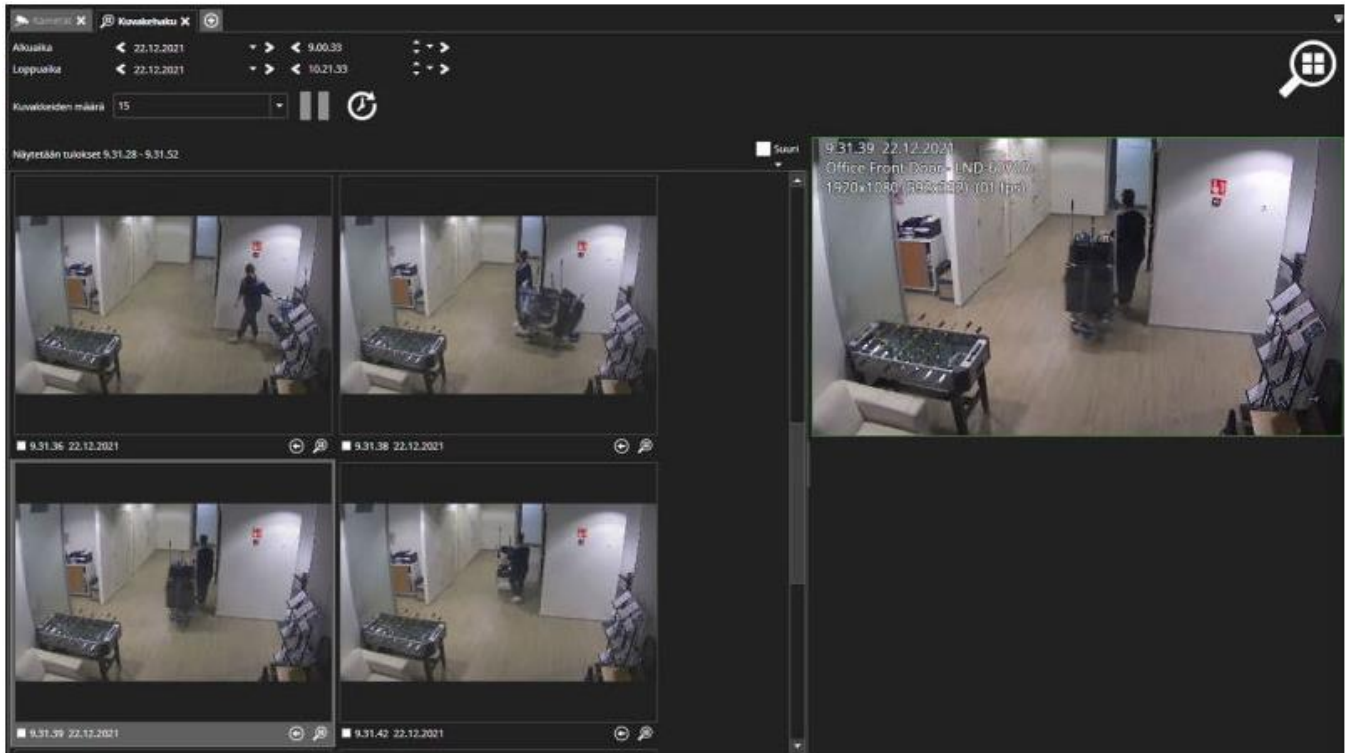 Kamerat Kuvakehaku
Alkuaika 22.12.2021 9.00.33
Loppuaika 22.12.2021 10.21.33
Kuvakkeiden määrä 15
Näytetään tulokset 9.31.28 - 9.31.52 Suuri
9.31.39 22.12.2021
Office Front Door - LND-
1920x1080
9.31.36 22.12.2021 9.31.38 22.12.2021
9.31.39 22.12.2021 9.31.42 22.12.2021